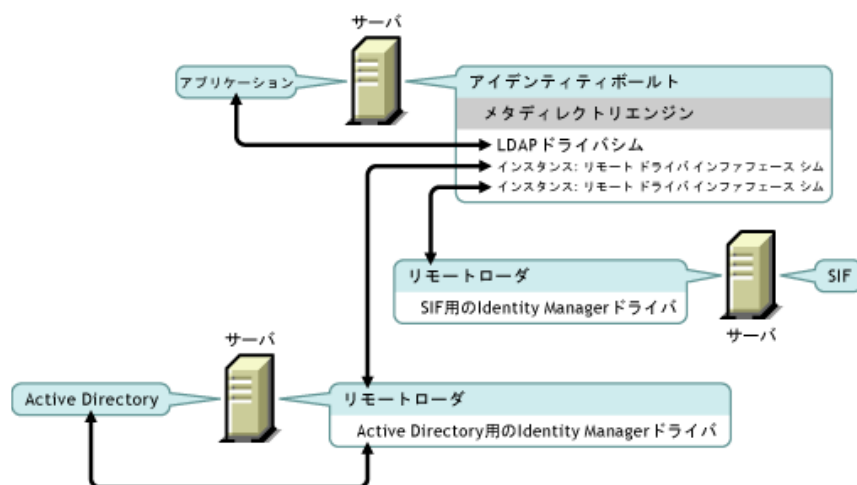 サーバ
アプリケーション
アイデンティティボールト
メタディレクトリエンジン
LDAPドライバシム
インスタンス: リモート ドライバ インファフェース シム
インスタンス: リモート ドライバ インファフェース シム
リモートローダ
SIF用のIdentity Managerドライバ
SIF
サーバ
サーバ
Active Directory
リモートローダ
Active Directory用のIdentity Managerドライバ